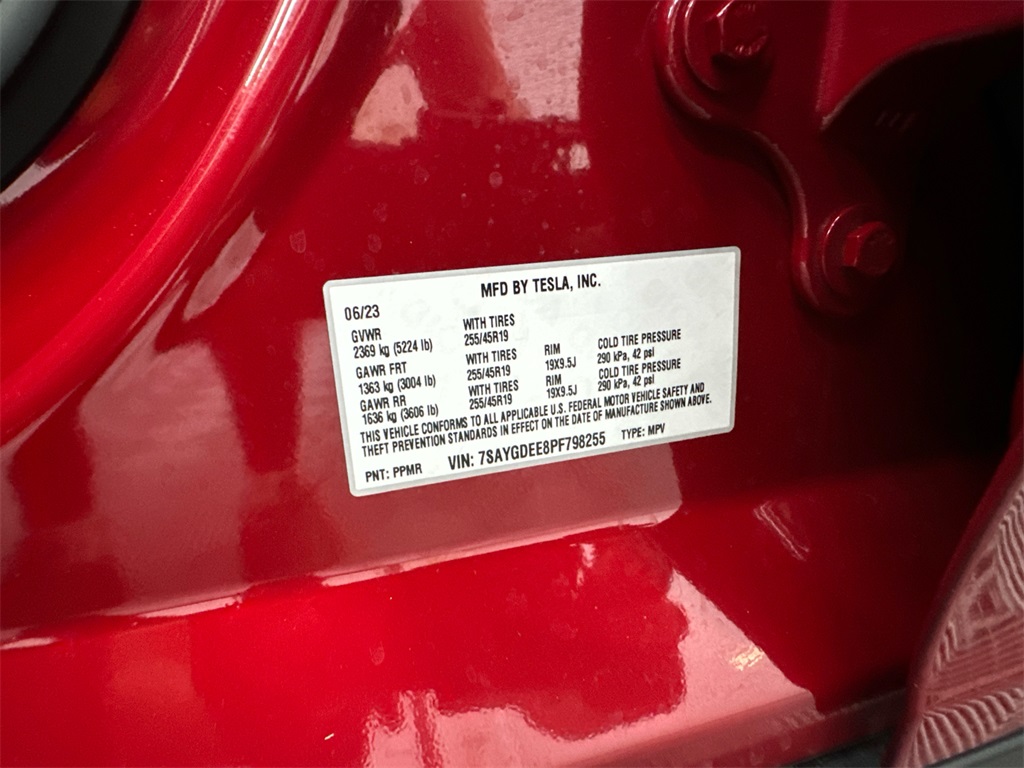 MFD BY TESLA, INC.
06/23
GVWR WITH TIRES
2369 kg (5224 lb) 255/45R19
GAWR FRT WITH TIRES RIM COLD TIRE PRESSURE
1363 kg (3004 lb) 255/45R19 19X9.5J 290 kPa, 42 psi
GAWR RR WITH TIRES RIM COLD TIRE PRESSURE
1636 kg (3606 lb) 255/45R19 19X9.5J 290 kPa, 42 psi
THIS VEHICLE CONFORMS TO ALL APPLICABLE U.S. FEDERAL MOTOR VEHICLE SAFETY AND
THEFT PREVENTION STANDARDS IN EFFECT ON THE DATE OF MANUFACTURE SHOWN ABOVE.
PNT: PPMR VIN: 7SAYGDEE8PF798255 TYPE: MPV